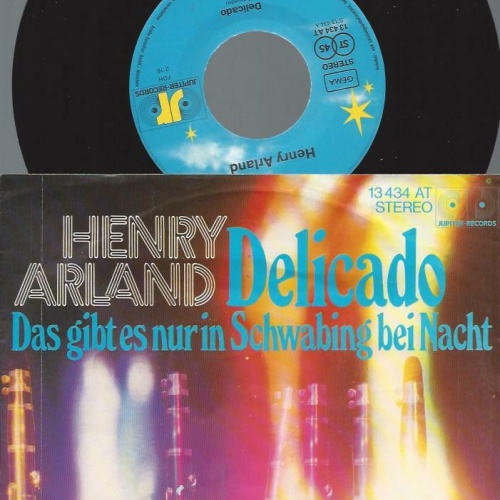 Delicado
13 434 AT
ST 45
STEREO
GEMA
JUPITER-RECORDS
Henry Arland
13 434 AT
STEREO
JUPITER-RECORDS
HENRY
ARLAND
Delicado
Das gibt es nur in Schwabing bei Nacht